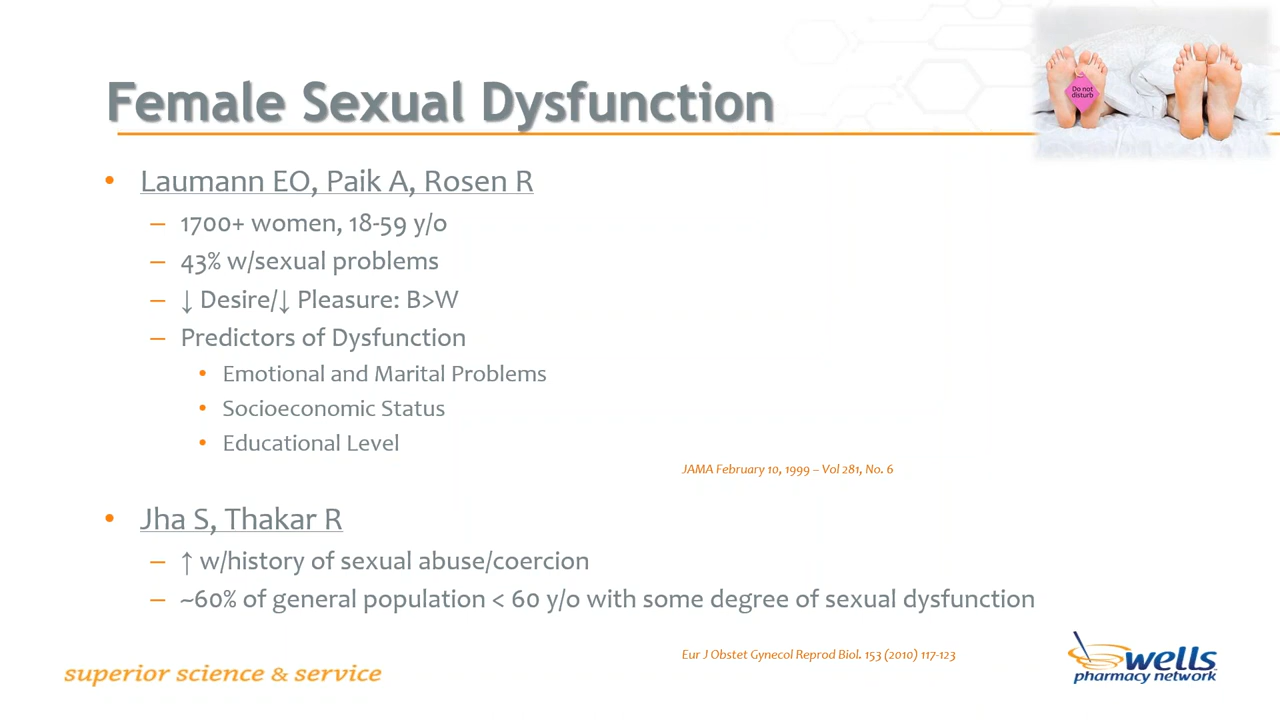 Female Sexual Dysfunction
Do not
disturb
• Laumann EO, Paik A, Rosen R
– 1700+ women, 18-59 y/o
– 43% w/sexual problems
– ↓ Desire/↓ Pleasure: B>W
– Predictors of Dysfunction
• Emotional and Marital Problems
• Socioeconomic Status
• Educational Level
JAMA February 10, 1999 – Vol 281, No. 6
• Jha S, Thakar R
– ↑ w/history of sexual abuse/coercion
– ~60% of general population < 60 y/o with some degree of sexual dysfunction
Eur J Obstet Gynecol Reprod Biol. 153 (2010) 117-123
superior science & service
wells
pharmacy network